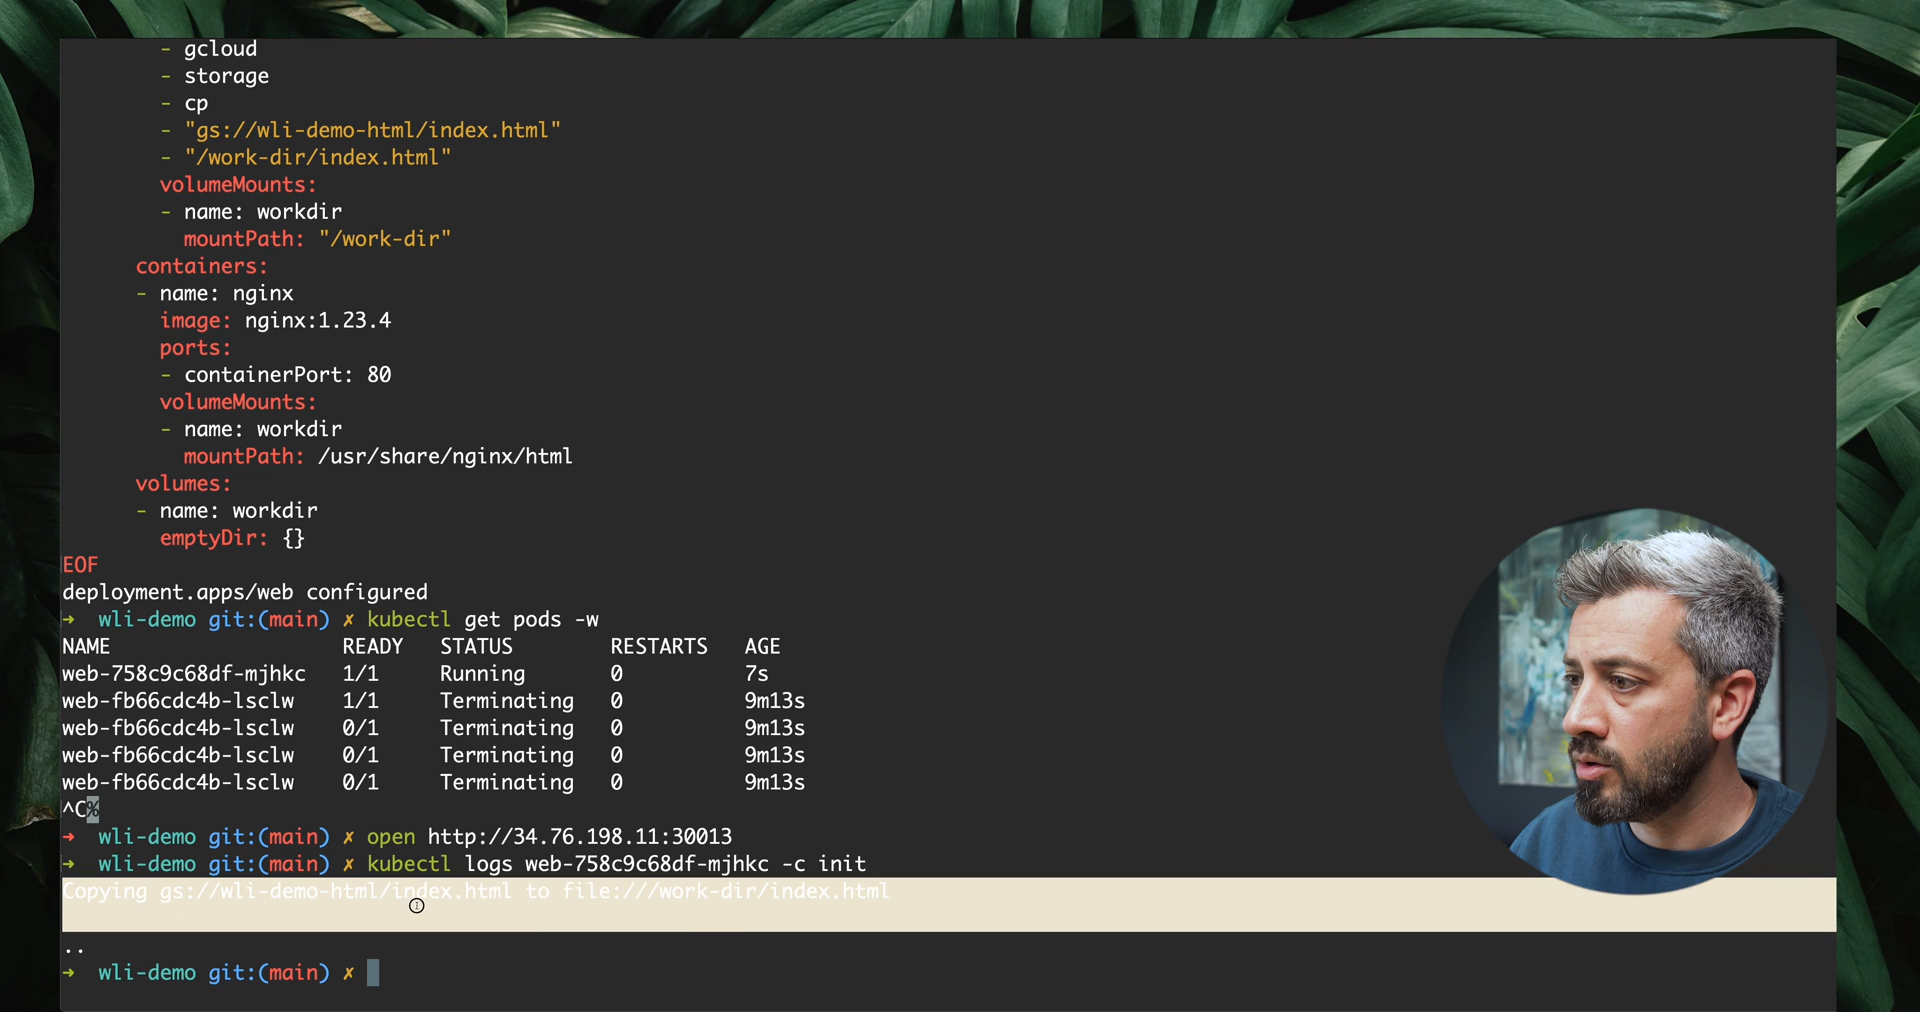 - gcloud
- storage
- cp
- "gs://wli-demo-html/index.html"
- "/work-dir/index.html"
volumeMounts:
- name: workdir
mountPath: "/work-dir"
containers:
- name: nginx
image: nginx:1.23.4
ports:
- containerPort: 80
volumeMounts:
- name: workdir
mountPath: /usr/share/nginx/html
volumes:
- name: workdir
emptyDir: {}
EOF
deployment.apps/web configured
➜ wli-demo git:(main) ✗ kubectl get pods -w
NAME READY STATUS RESTARTS AGE
web-758c9c68df-mjhkc 1/1 Running 0 7s
web-fb66cdc4b-lsclw 1/1 Terminating 0 9m13s
web-fb66cdc4b-lsclw 0/1 Terminating 0 9m13s
web-fb66cdc4b-lsclw 0/1 Terminating 0 9m13s
web-fb66cdc4b-lsclw 0/1 Terminating 0 9m13s
^C%
➜ wli-demo git:(main) ✗ open http://34.76.198.11:30013
➜ wli-demo git:(main) ✗ kubectl logs web-758c9c68df-mjhkc -c init
Copying gs://wli-demo-html/index.html to file:///work-dir/index.html
..
➜ wli-demo git:(main) ✗